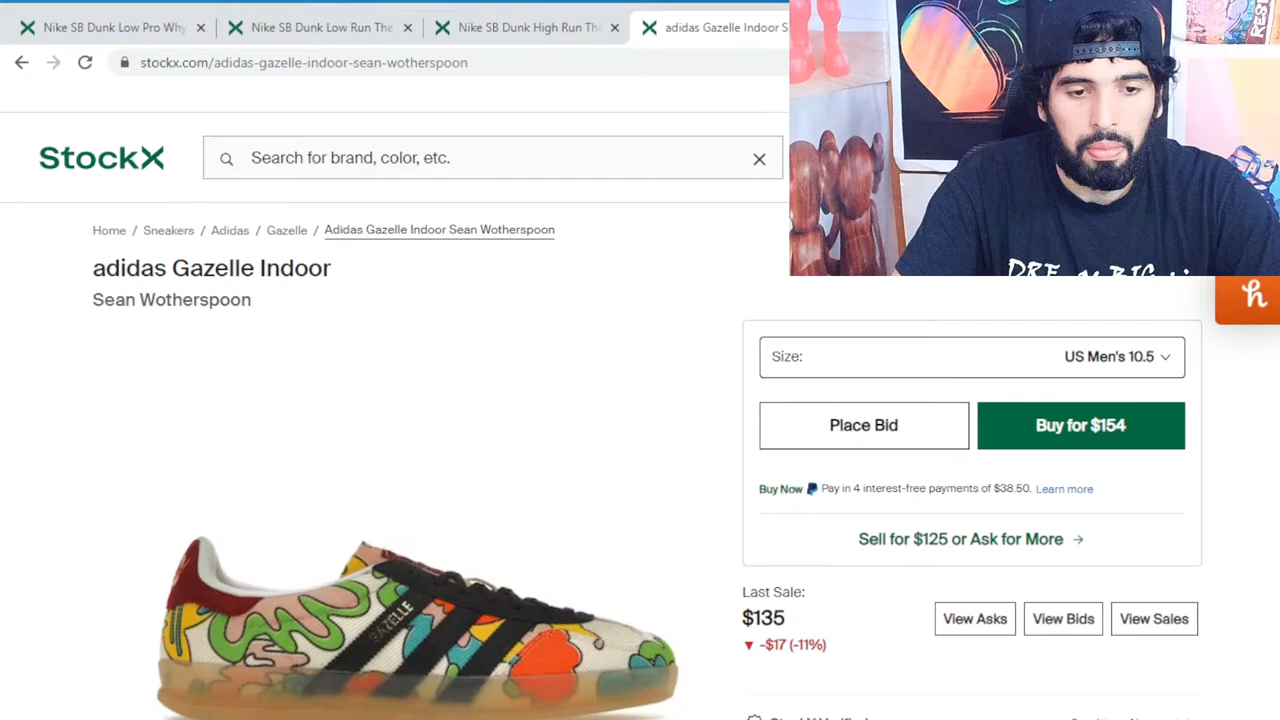 Nike SB Dunk Low Pro Why
Nike SB Dunk Low Run The
Nike SB Dunk High Run The
adidas Gazelle Indoor S
stockx.com/adidas-gazelle-indoor-sean-wotherspoon
StockX
Search for brand, color, etc.
Home / Sneakers / Adidas / Gazelle / Adidas Gazelle Indoor Sean Wotherspoon
adidas Gazelle Indoor
Sean Wotherspoon
h
Size: US Men's 10.5
Place Bid
Buy for $154
Buy Now Pay in 4 interest-free payments of $38.50. Learn more
Sell for $125 or Ask for More →
Last Sale:
$135
▼ -$17 (-11%)
View Asks
View Bids
View Sales
GAZELLE